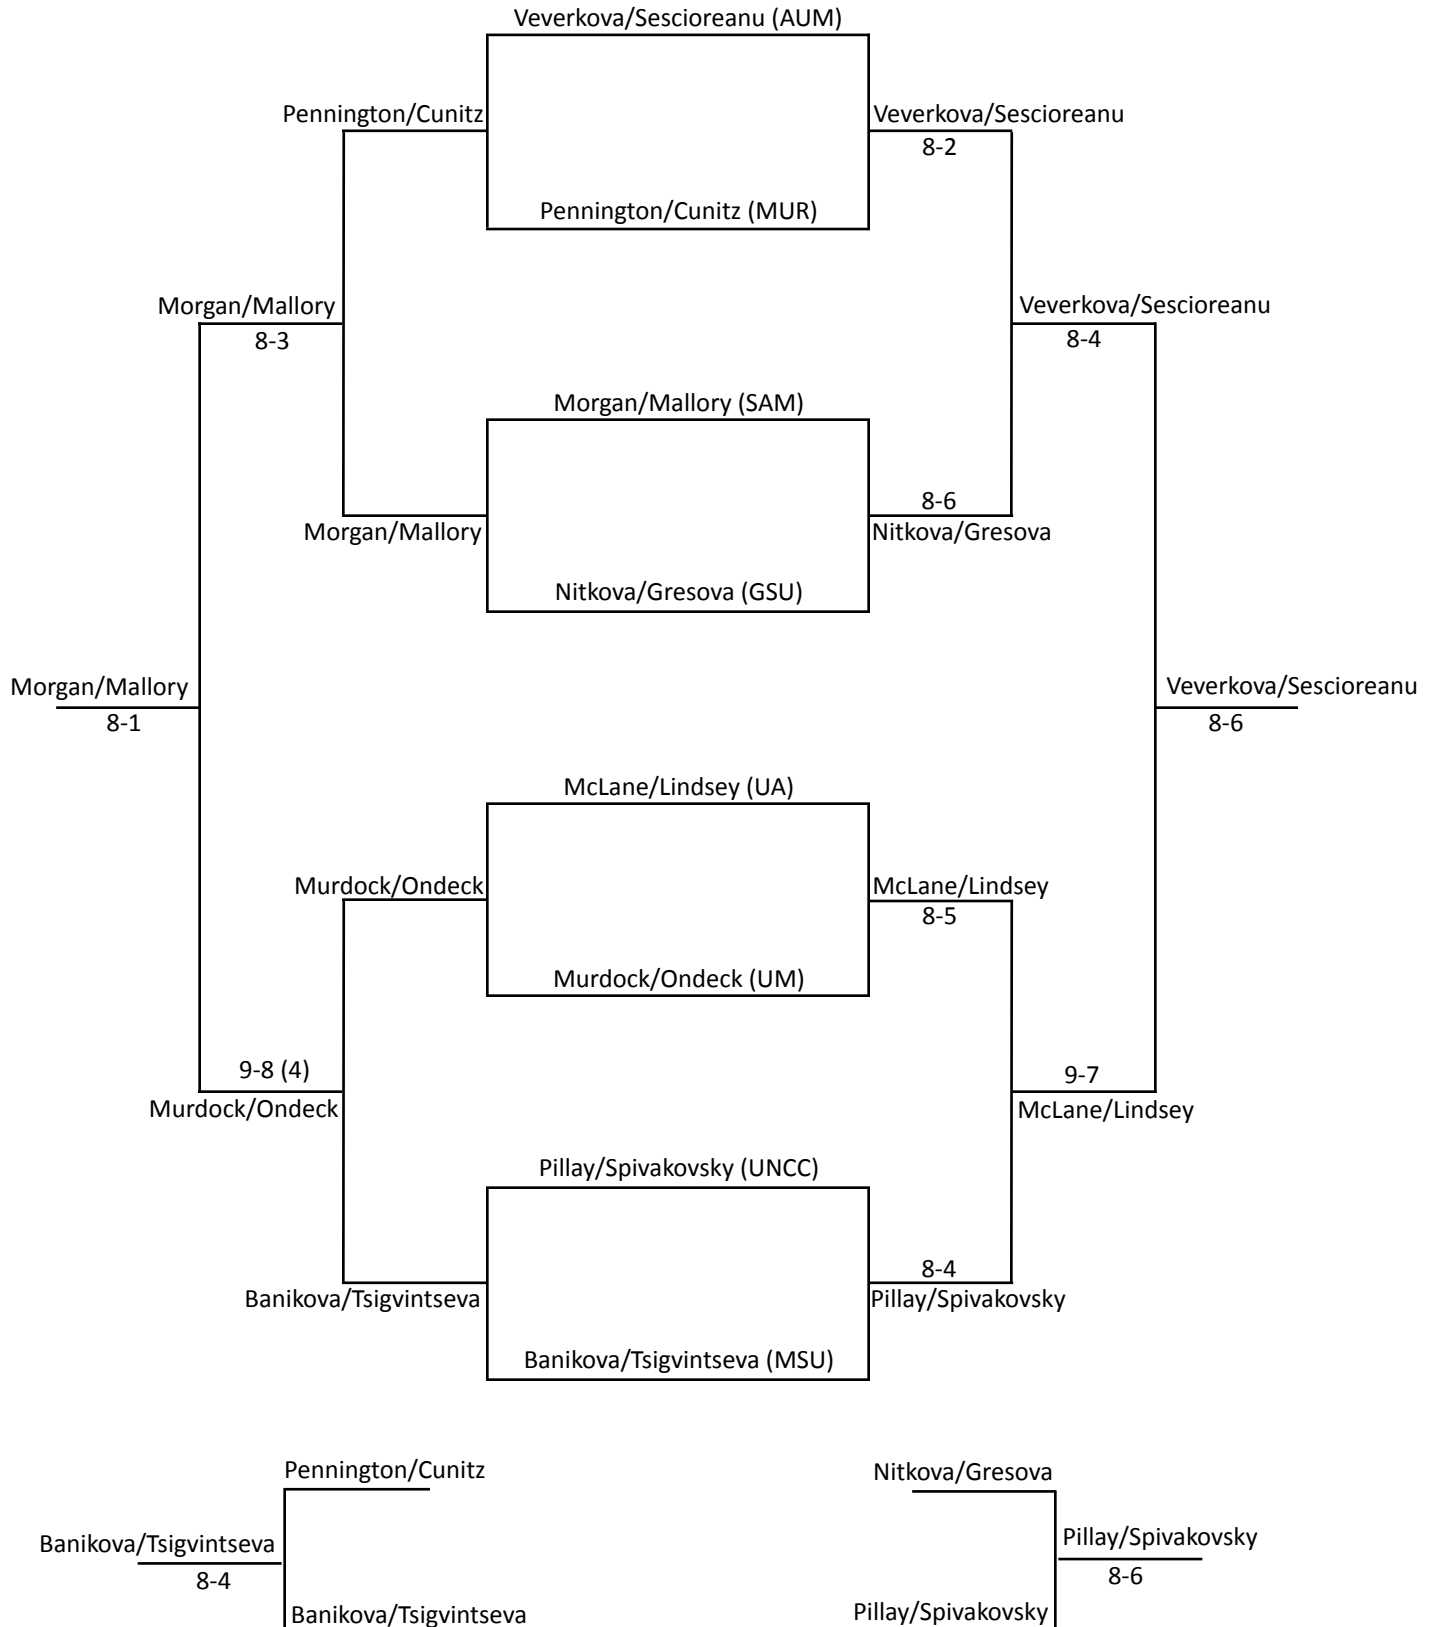 Veverkova/Sescioreanu (AUM)
Pennington/Cunitz
Veverkova/Sescioreanu
8-2
Pennington/Cunitz (MUR)
Morgan/Mallory
8-3
Veverkova/Sescioreanu
8-4
Morgan/Mallory (SAM)
Morgan/Mallory
8-6
Nitkova/Gresova
Nitkova/Gresova (GSU)
Morgan/Mallory
8-1
Veverkova/Sescioreanu
8-6
McLane/Lindsey (UA)
Murdock/Ondeck
McLane/Lindsey
8-5
Murdock/Ondeck (UM)
9-8 (4)
Murdock/Ondeck
9-7
McLane/Lindsey
Pillay/Spivakovsky (UNCC)
Banikova/Tsigvintseva
8-4
Pillay/Spivakovsky
Banikova/Tsigvintseva (MSU)
Pennington/Cunitz
Nitkova/Gresova
Banikova/Tsigvintseva
8-4
Pillay/Spivakovsky
8-6
Banikova/Tsigvintseva
Pillay/Spivakovsky